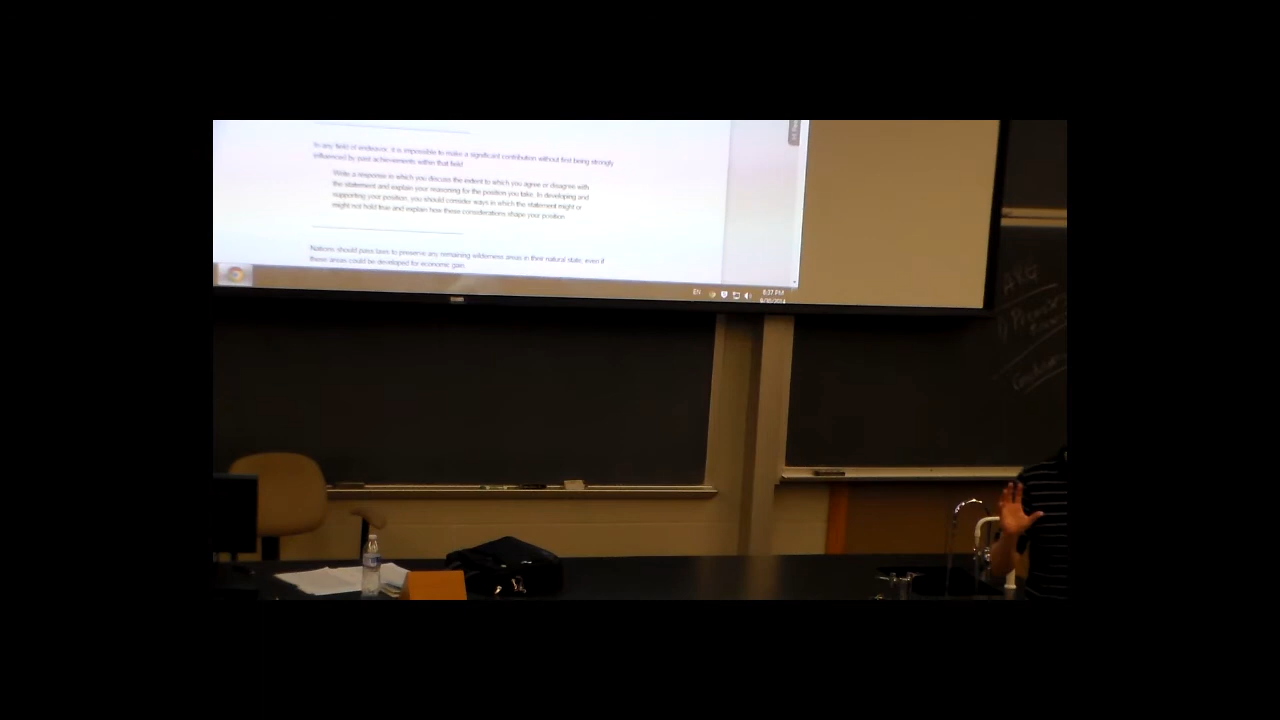 In any field of endeavor, it is impossible to make a significant contribution without first being strongly
influenced by past achievements within that field.
Write a response in which you discuss the extent to which you agree or disagree with
the statement and explain your reasoning for the position you take. In developing and
supporting your position, you should consider ways in which the statement might or
might not hold true and explain how these considerations shape your position.
Nations should pass laws to preserve any remaining wilderness areas in their natural state, even if
these areas could be developed for economic gain.
EN
6:37 PM